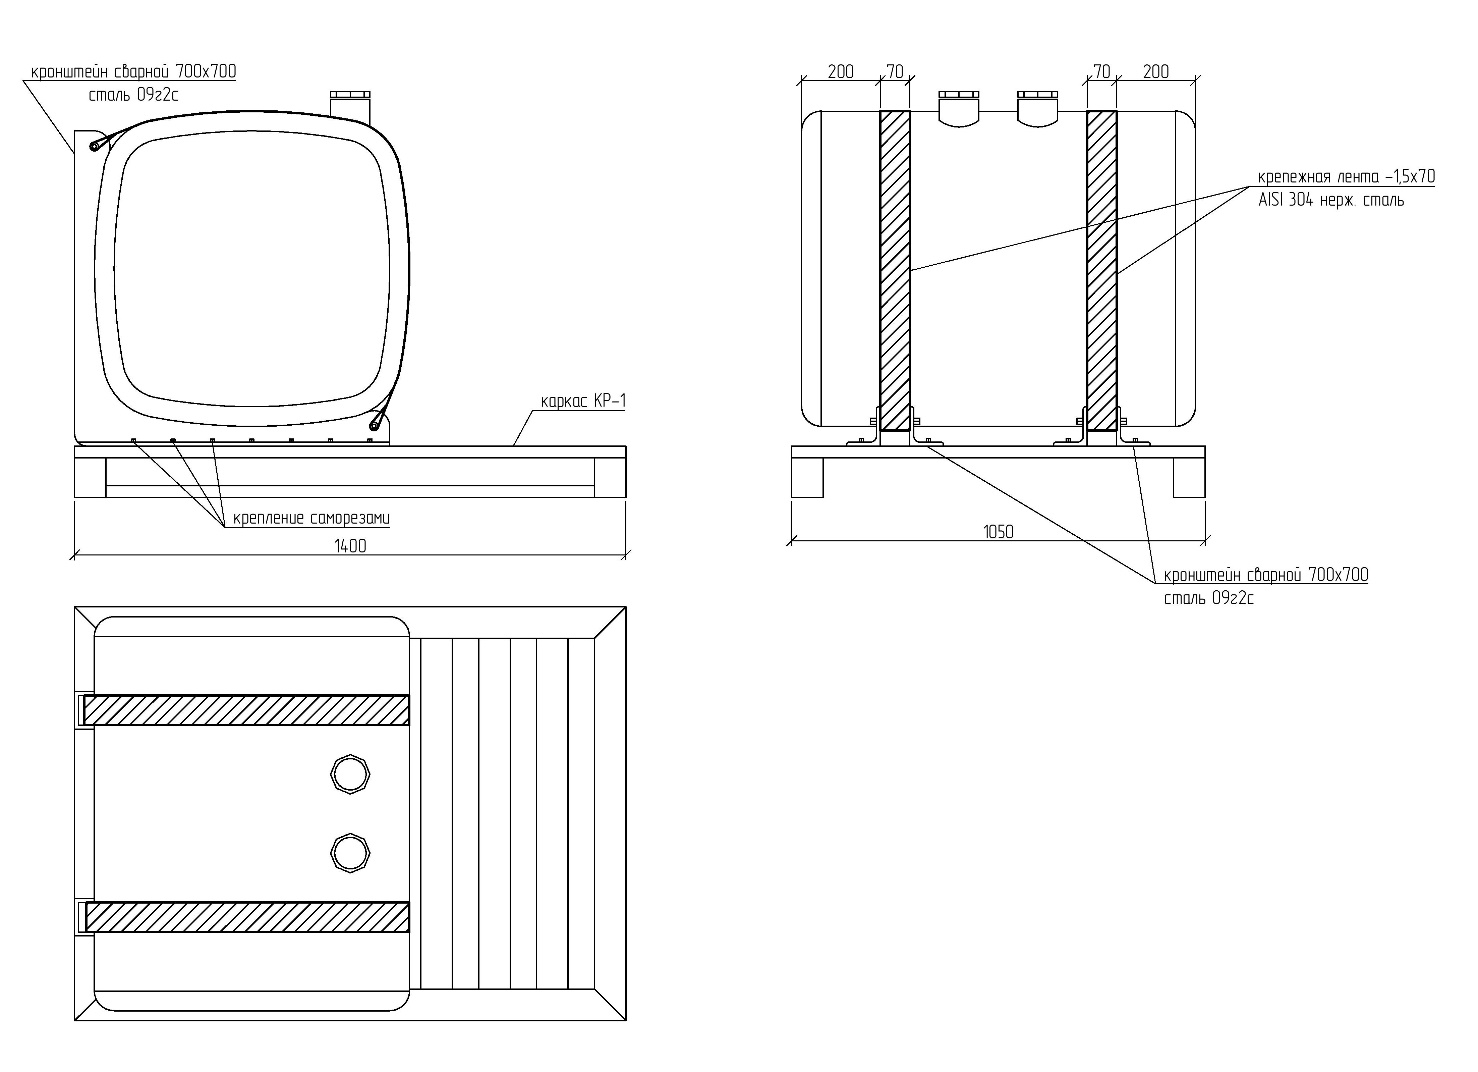 кронштейн сварной 700х700
сталь 09г2с
каркас КР-1
крепление саморезами
1400
200
70
70
200
крепежная лента -1,5х70
AISI 304 нерж. сталь
1050
кронштейн сварной 700х700
сталь 09г2с